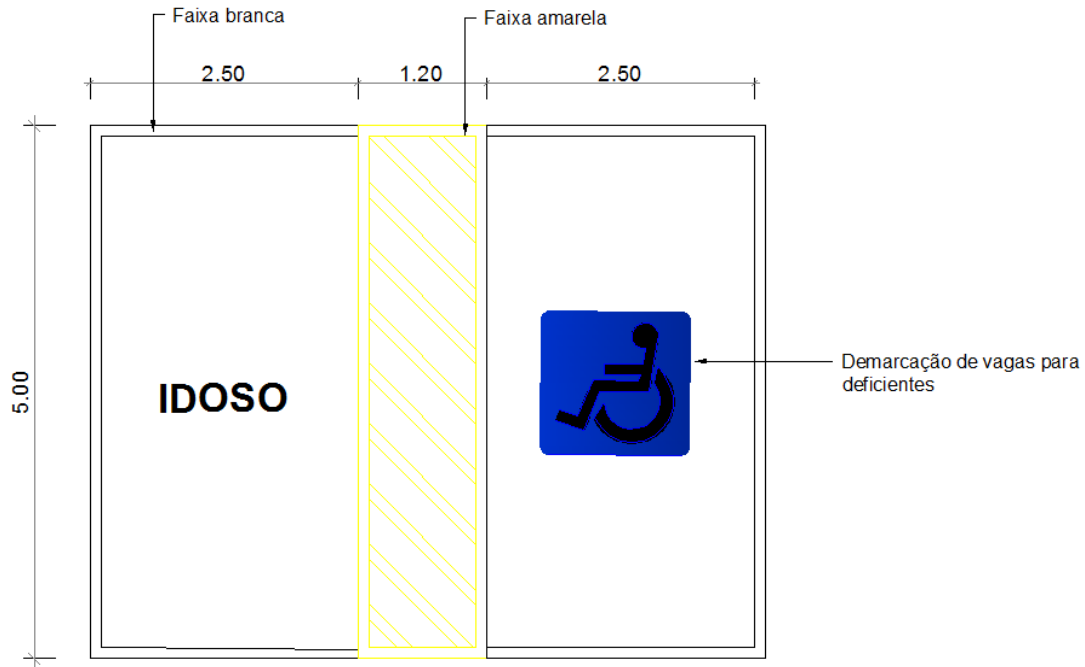 Faixa branca
Faixa amarela
2.50
1.20
2.50
5.00
IDOSO
Demarcação de vagas para
deficientes